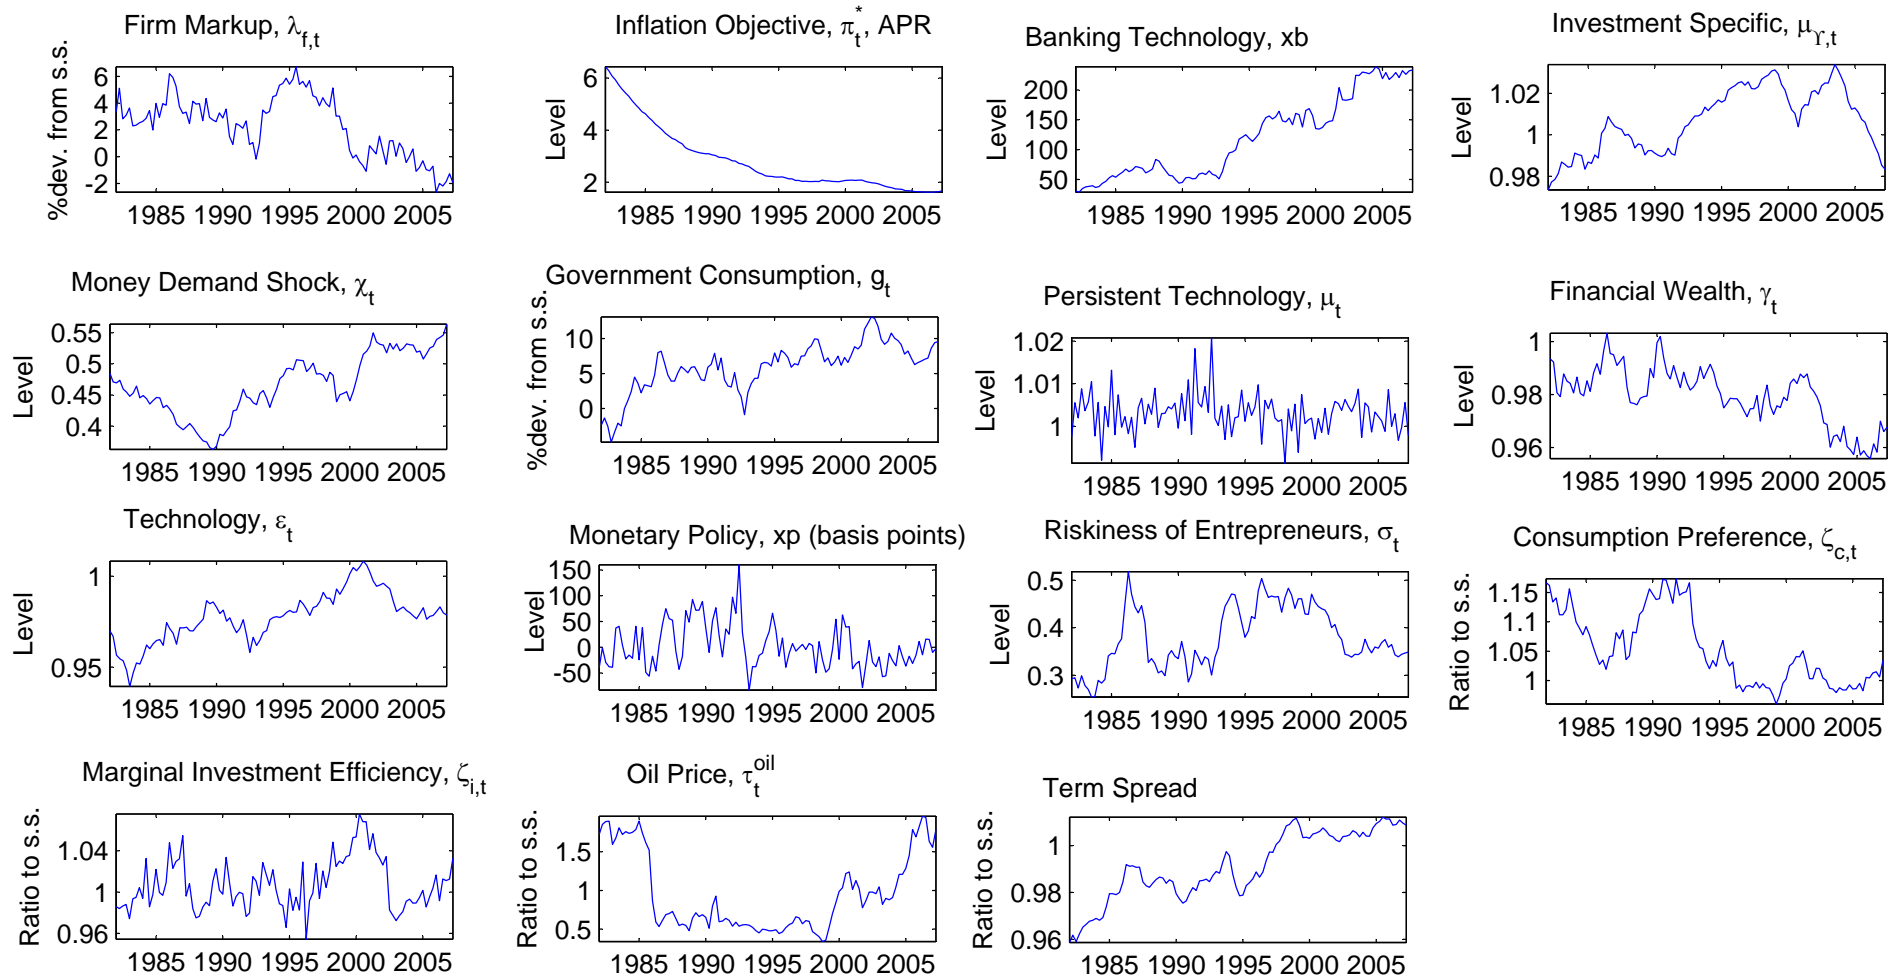 Firm Markup, λf,t
%dev. from s.s.
6
4
2
0
-2
1985 1990 1995 2000 2005
Inflation Objective, π*t, APR
Level
6
4
2
1985 1990 1995 2000 2005
Banking Technology, xb
Level
200
150
100
50
1985 1990 1995 2000 2005
Investment Specific, μϒ,t
Level
1.02
1
0.98
1985 1990 1995 2000 2005
Money Demand Shock, χt
Level
0.55
0.5
0.45
0.4
1985 1990 1995 2000 2005
Government Consumption, gt
%dev. from s.s.
10
5
0
1985 1990 1995 2000 2005
Persistent Technology, μt
Level
1.02
1.01
1
1985 1990 1995 2000 2005
Financial Wealth, γt
Level
1
0.98
0.96
1985 1990 1995 2000 2005
Technology, εt
Level
1
0.95
1985 1990 1995 2000 2005
Monetary Policy, xp (basis points)
Level
150
100
50
0
-50
1985 1990 1995 2000 2005
Riskiness of Entrepreneurs, σt
Level
0.5
0.4
0.3
1985 1990 1995 2000 2005
Consumption Preference, ζc,t
Ratio to s.s.
1.15
1.1
1.05
1
1985 1990 1995 2000 2005
Marginal Investment Efficiency, ζi,t
Ratio to s.s.
1.04
1
0.96
1985 1990 1995 2000 2005
Oil Price, τt oil
Ratio to s.s.
1.5
1
0.5
1985 1990 1995 2000 2005
Term Spread
Ratio to s.s.
1
0.98
0.96
1985 1990 1995 2000 2005